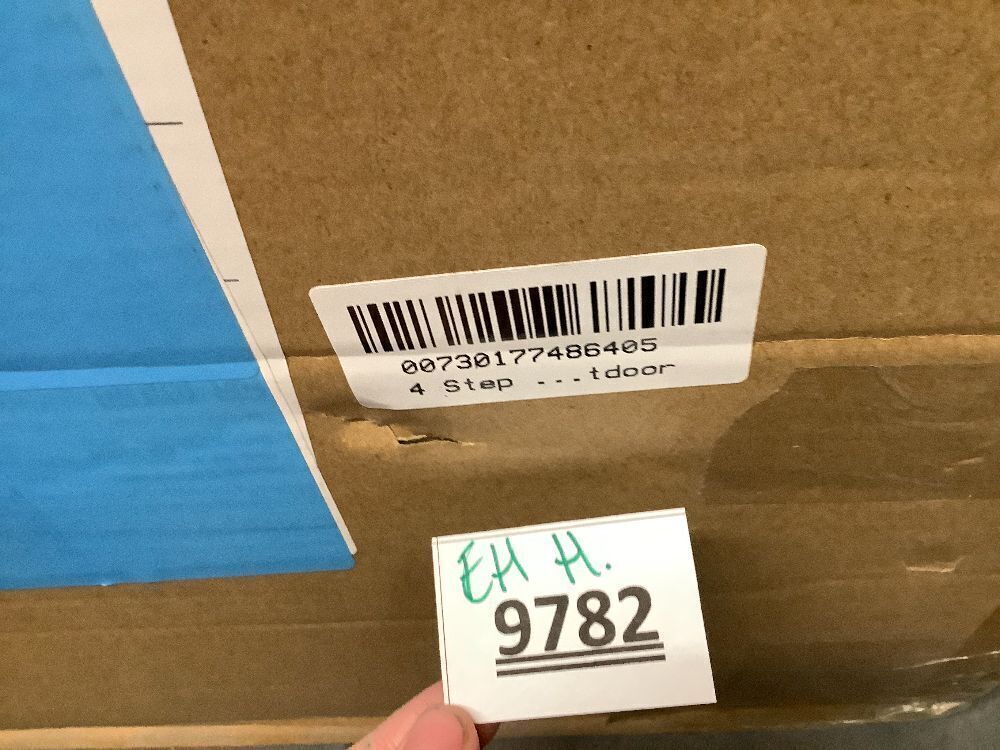 00730177486405
4 Step ...tdoor
EH H.
9782